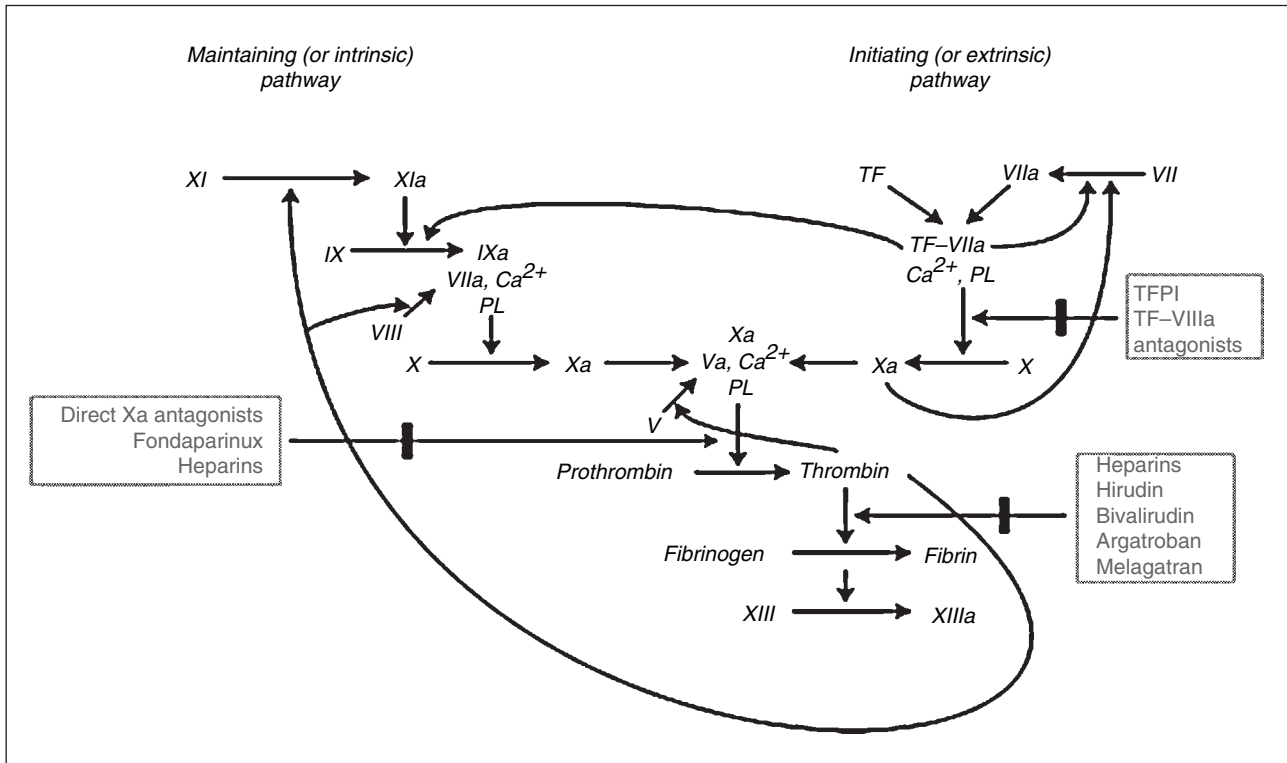 Maintaining (or intrinsic)
pathway
Initiating (or extrinsic)
pathway
XI
XIa
TF
VIIa
VII
IX
IXa
VIIa, Ca2+
PL
VIII
TF–VIIa
Ca2+, PL
TFPI
TF–VIIIa
antagonists
X
Xa
Xa
Va, Ca2+
PL
Xa
X
V
Direct Xa antagonists
Fondaparinux
Heparins
Prothrombin
Thrombin
Heparins
Hirudin
Bivalirudin
Argatroban
Melagatran
Fibrinogen
Fibrin
XIII
XIIIa